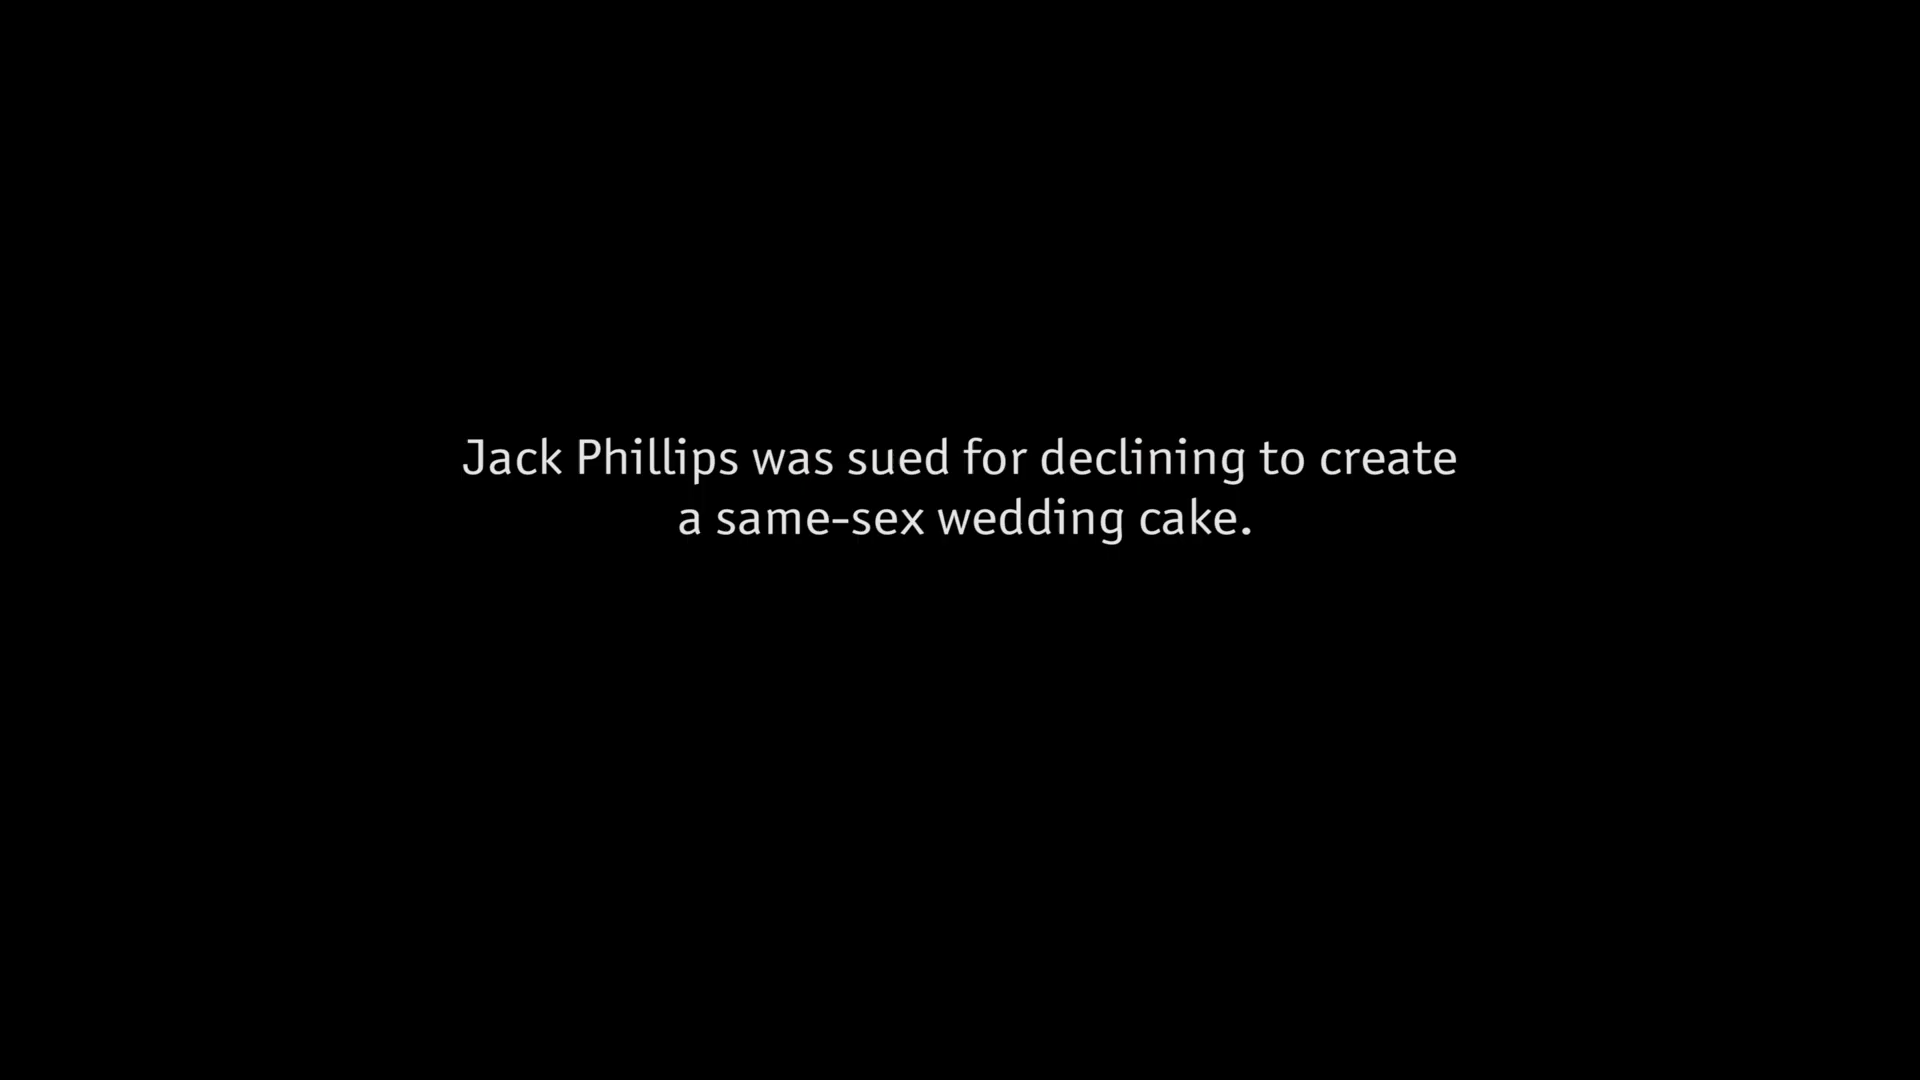 Jack Phillips was sued for declining to create
a same-sex wedding cake.